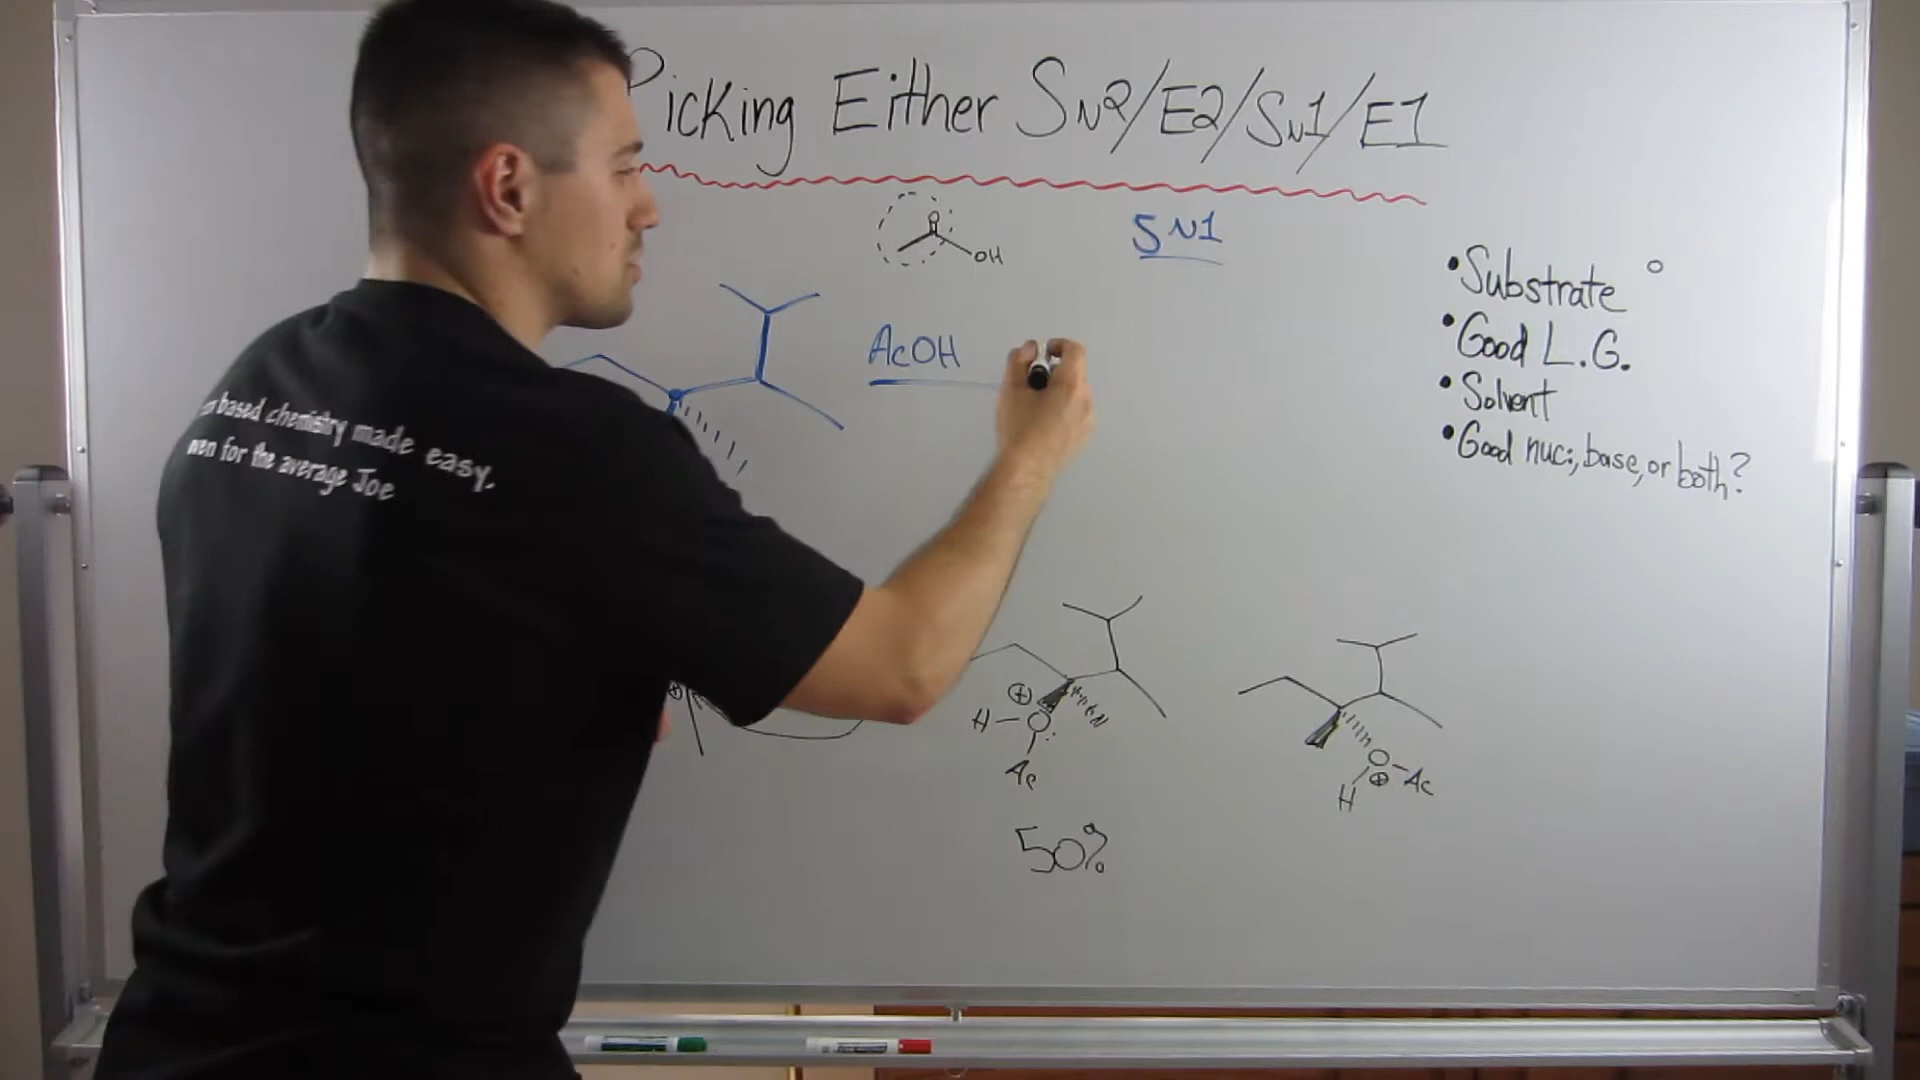 Picking Either SN2/E2/SN1/E1
OH
SN1
AcOH
• Substrate °
• Good L.G.
• Solvent
• Good nuc:, base, or both?
based chemistry made easy.
for the average Joe
⊕
⊕
H–O:
Ac
50%
O–Ac
⊕
H